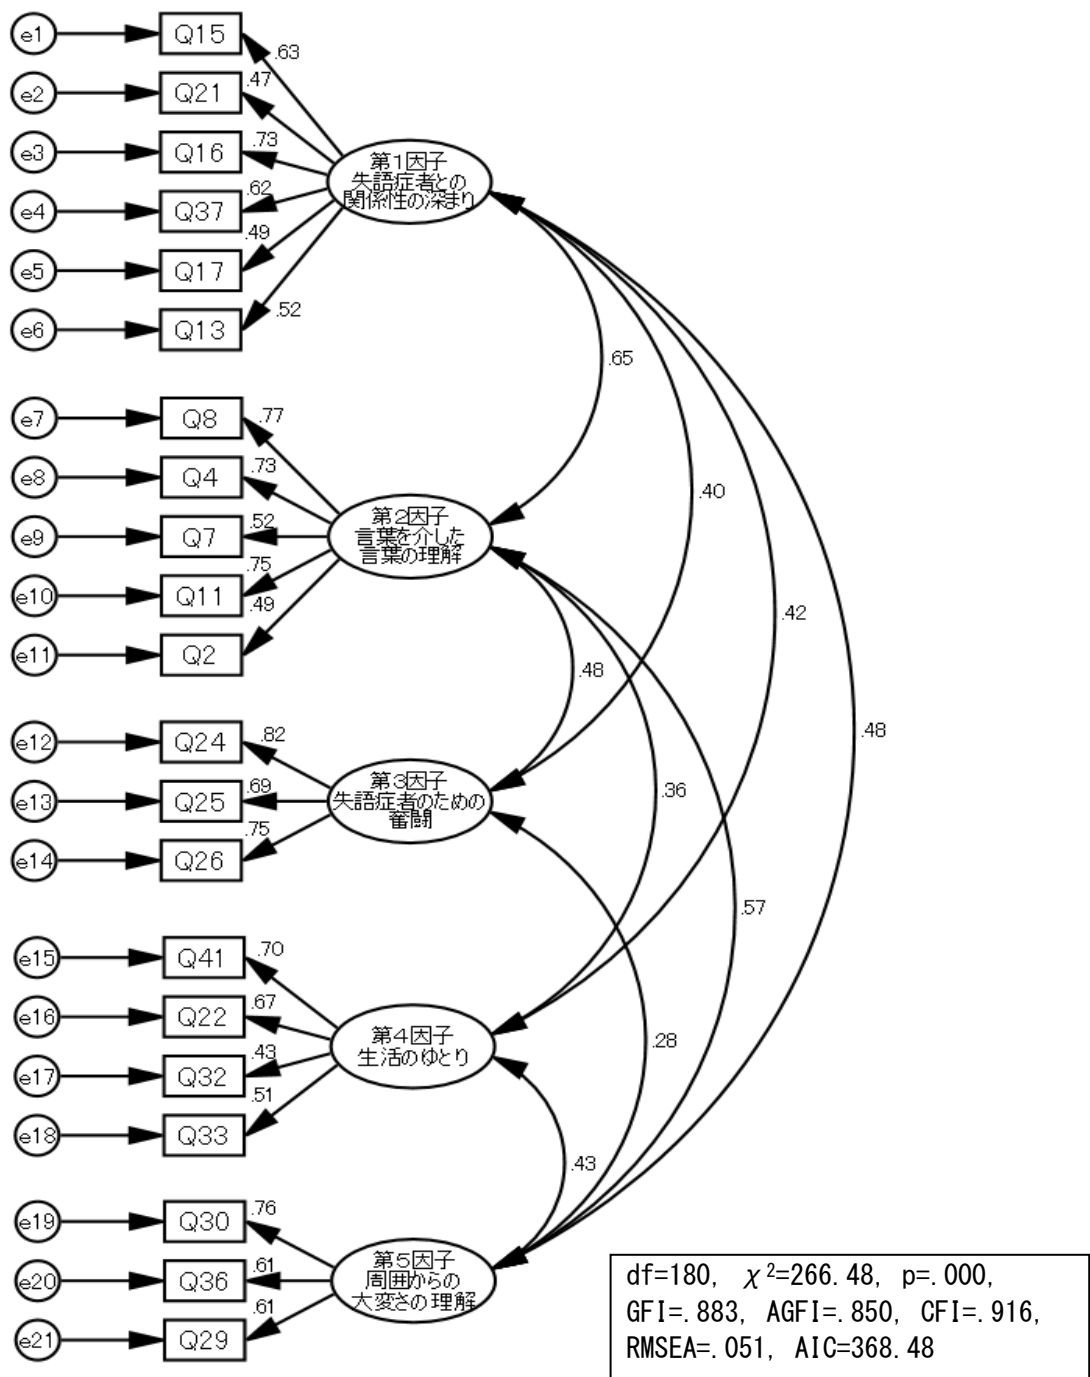 e1 Q15 .63
e2 Q21 .47
e3 Q16 .73
e4 Q37 .62
e5 Q17 .49
e6 Q13 .52
第1因子
失語症者との
関係性の深まり
.65
.40
.42
.48
e7 Q8 .77
e8 Q4 .73
e9 Q7 .52
e10 Q11 .75
e11 Q2 .49
第2因子
言葉を介した
言葉の理解
.48
.36
.57
e12 Q24 .82
e13 Q25 .69
e14 Q26 .75
第3因子
失語症者のための
奮闘
.28
e15 Q41 .70
e16 Q22 .67
e17 Q32 .43
e18 Q33 .51
第4因子
生活のゆとり
.43
e19 Q30 .76
e20 Q36 .61
e21 Q29 .61
第5因子
周囲からの
大変さの理解
df=180, χ²=266.48, p=.000,
GFI=.883, AGFI=.850, CFI=.916,
RMSEA=.051, AIC=368.48